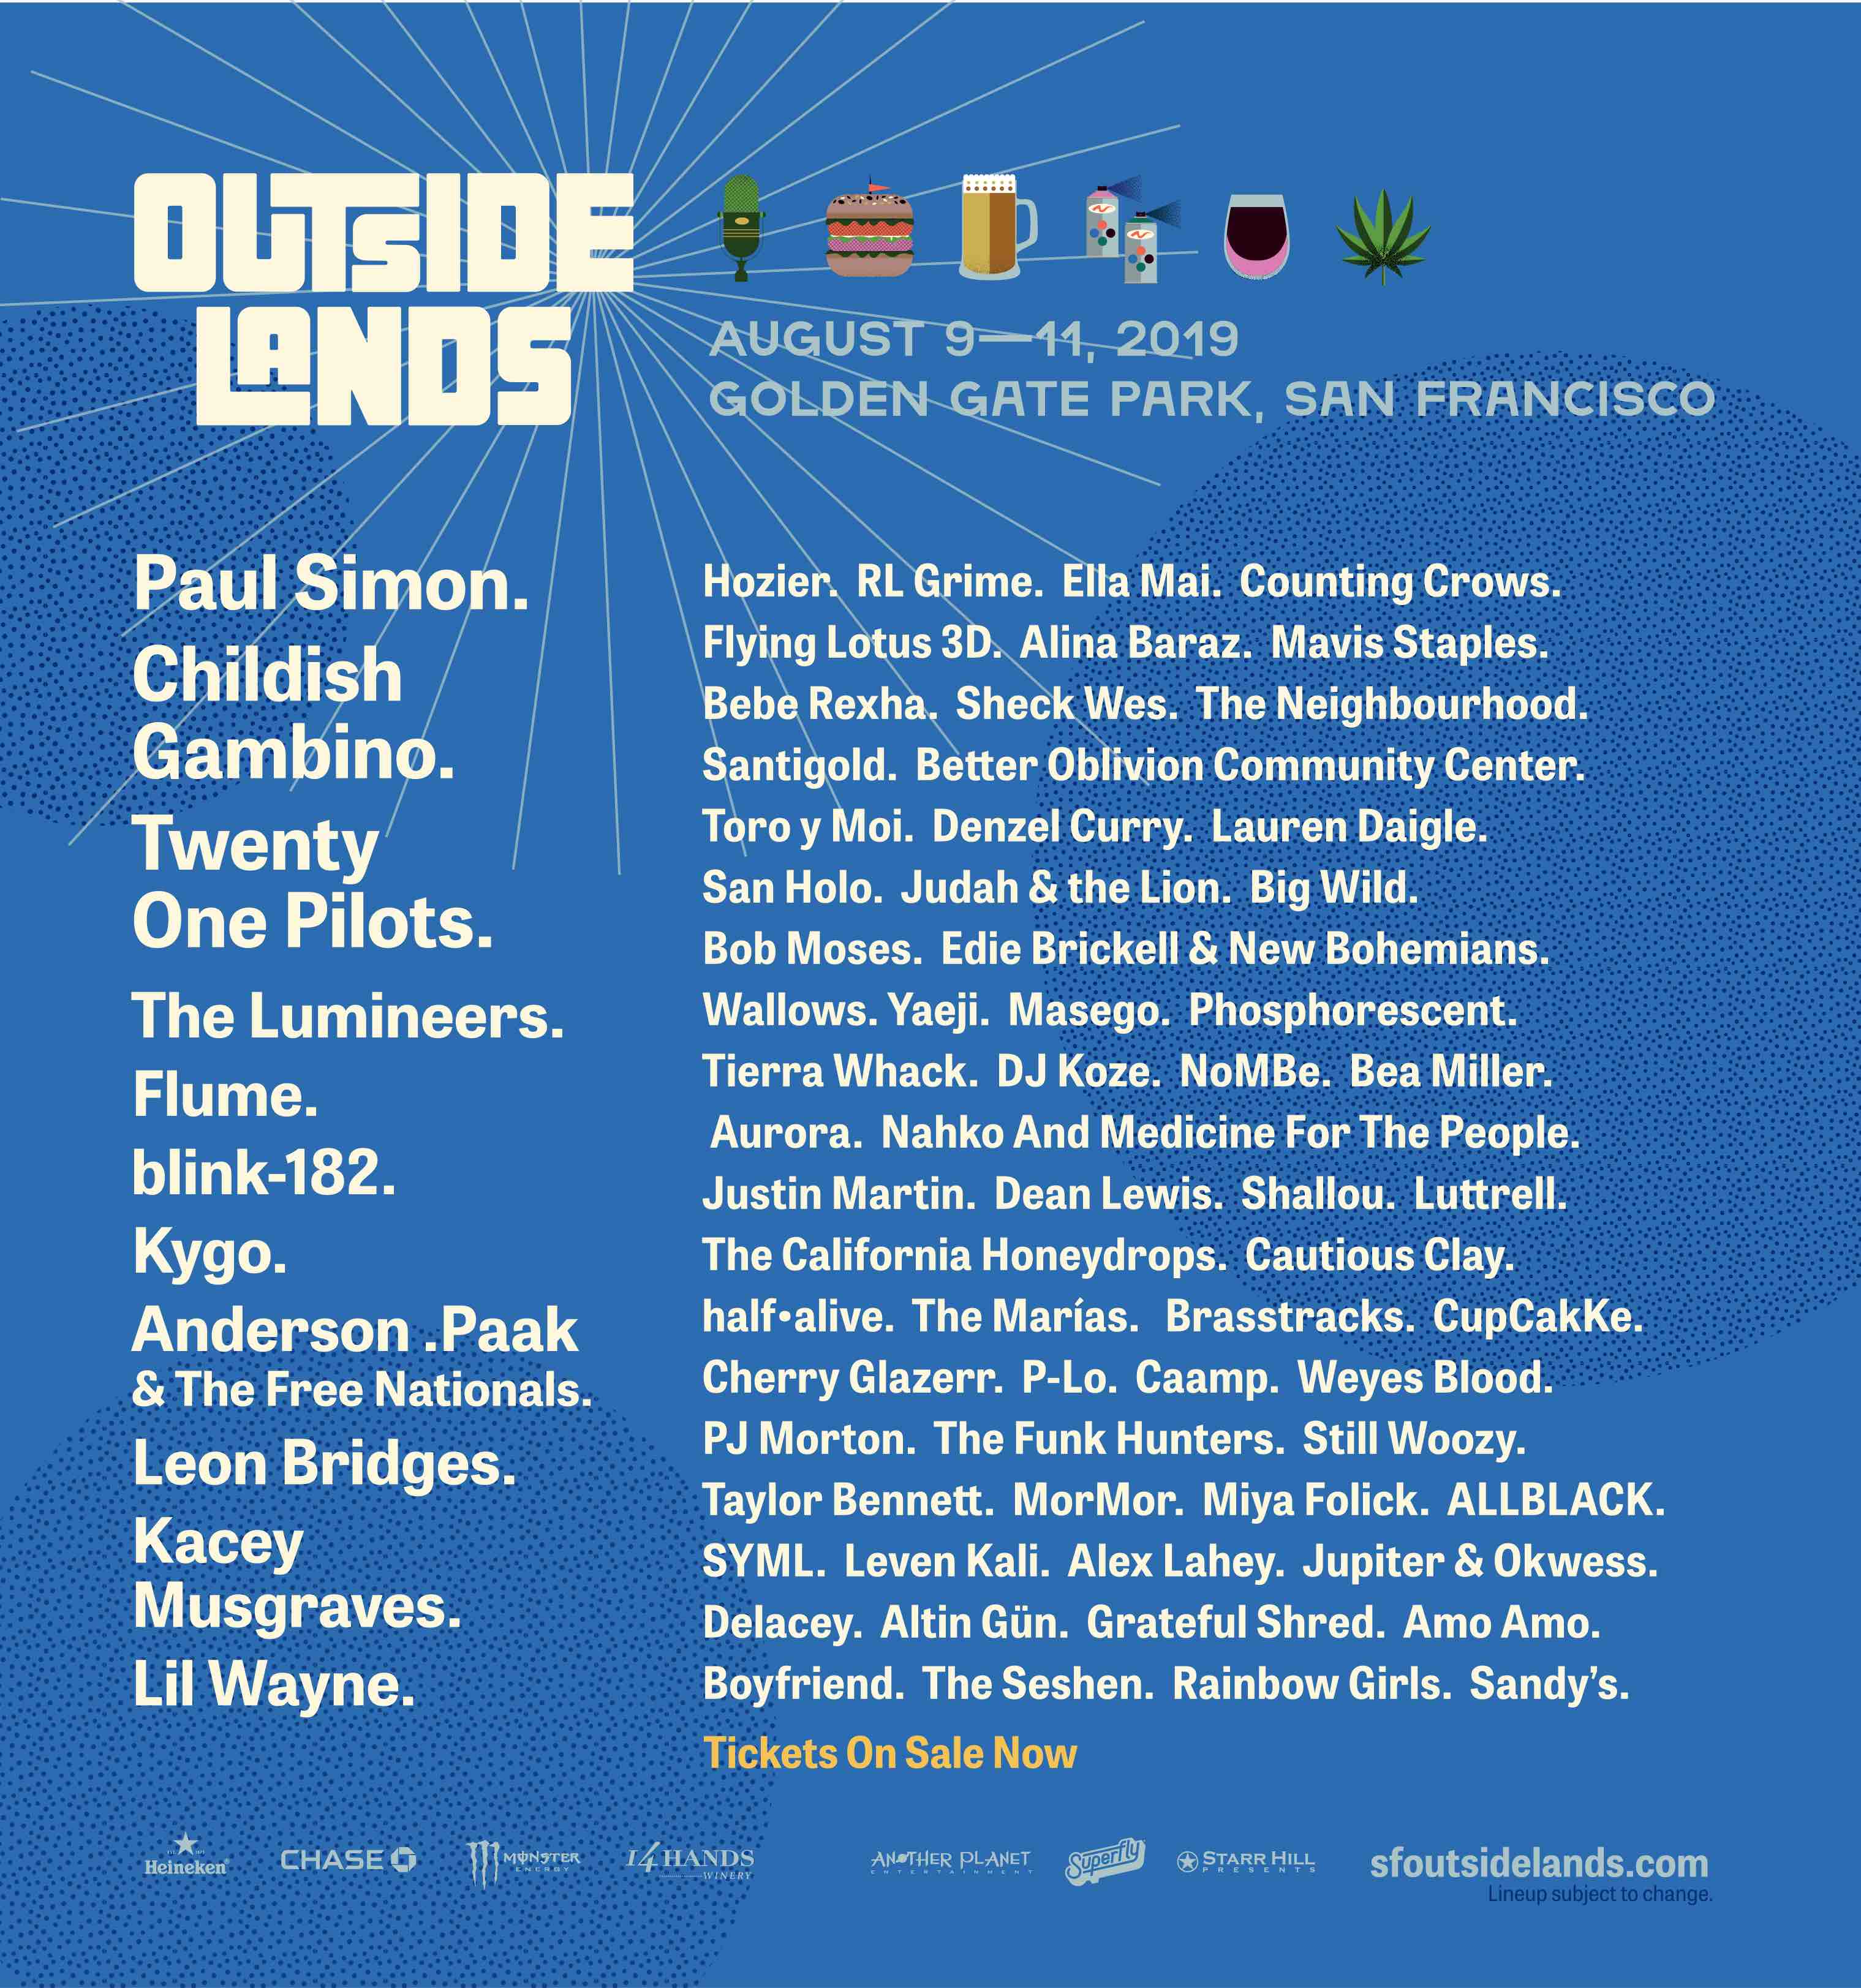 OUTSIDE
LANDS
AUGUST 9—11, 2019
GOLDEN GATE PARK, SAN FRANCISCO
Paul Simon.
Childish
Gambino.
Twenty
One Pilots.
The Lumineers.
Flume.
blink-182.
Kygo.
Anderson .Paak
& The Free Nationals.
Leon Bridges.
Kacey
Musgraves.
Lil Wayne.
Hozier. RL Grime. Ella Mai. Counting Crows.
Flying Lotus 3D. Alina Baraz. Mavis Staples.
Bebe Rexha. Sheck Wes. The Neighbourhood.
Santigold. Better Oblivion Community Center.
Toro y Moi. Denzel Curry. Lauren Daigle.
San Holo. Judah & the Lion. Big Wild.
Bob Moses. Edie Brickell & New Bohemians.
Wallows. Yaeji. Masego. Phosphorescent.
Tierra Whack. DJ Koze. NoMBe. Bea Miller.
Aurora. Nahko And Medicine For The People.
Justin Martin. Dean Lewis. Shallou. Luttrell.
The California Honeydrops. Cautious Clay.
half•alive. The Marías. Brasstracks. CupCakKe.
Cherry Glazerr. P-Lo. Caamp. Weyes Blood.
PJ Morton. The Funk Hunters. Still Woozy.
Taylor Bennett. MorMor. Miya Folick. ALLBLACK.
SYML. Leven Kali. Alex Lahey. Jupiter & Okwess.
Delacey. Altin Gün. Grateful Shred. Amo Amo.
Boyfriend. The Seshen. Rainbow Girls. Sandy’s.
Tickets On Sale Now
Heineken
CHASE
MONSTER
ENERGY
14 HANDS
WINERY
ANOTHER PLANET
ENTERTAINMENT
Superfly
STARR HILL
PRESENTS
sfoutsidelands.com
Lineup subject to change.